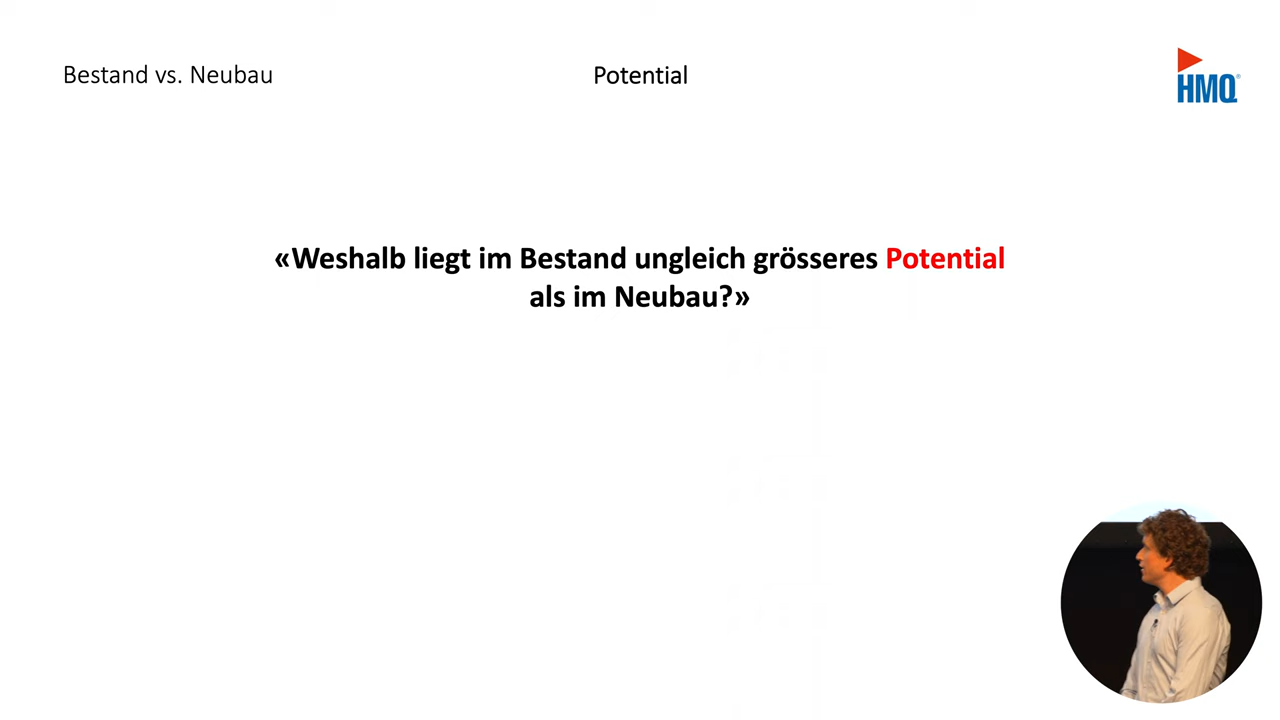 Bestand vs. Neubau
Potential
HMQ®
«Weshalb liegt im Bestand ungleich grösseres Potential
als im Neubau?»